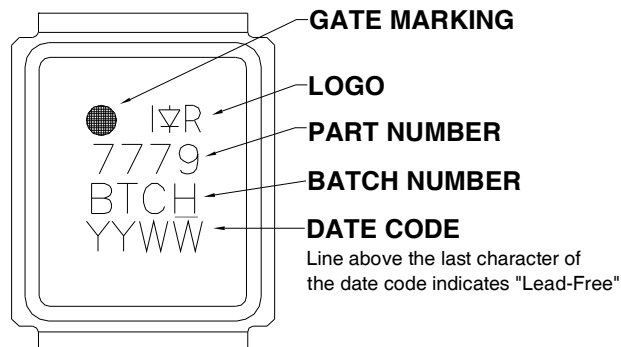 GATE MARKING
I R
LOGO
7779
PART NUMBER
BTCH
BATCH NUMBER
YYWW
DATE CODE
Line above the last character of
the date code indicates "Lead-Free"